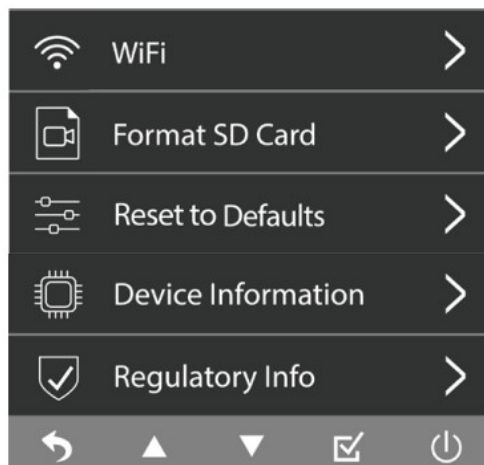 WiFi
Format SD Card
Reset to Defaults
Device Information
Regulatory Info